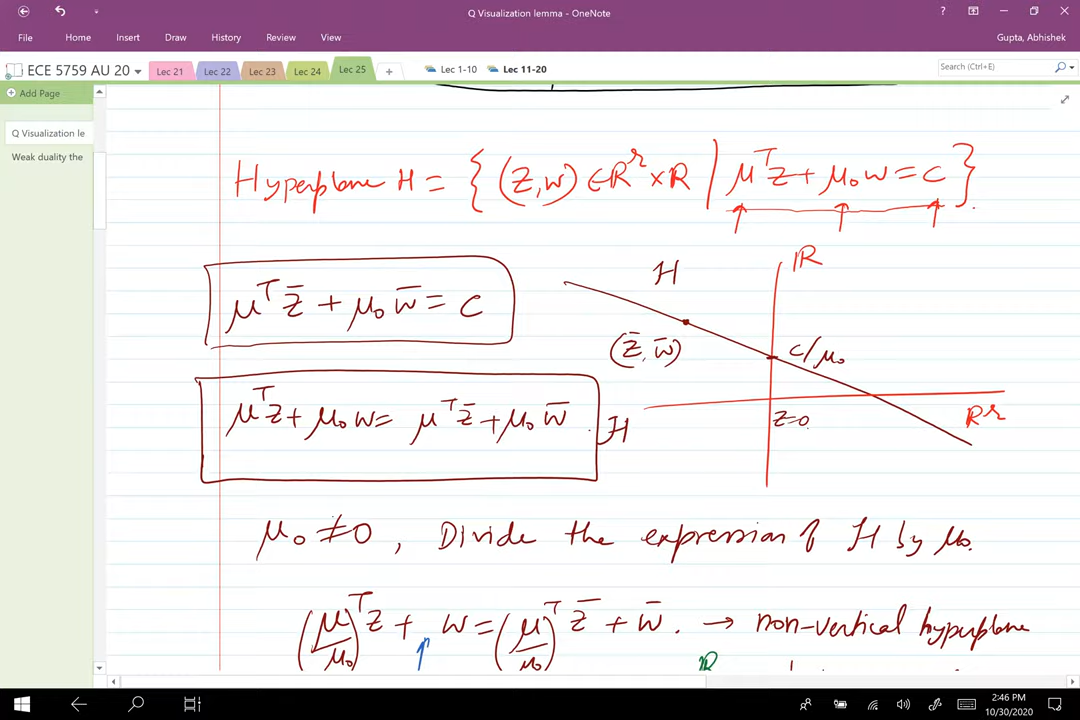 Q Visualization lemma - OneNote
?
File Home Insert Draw History Review View
Gupta, Abhishek
ECE 5759 AU 20 Lec 21 Lec 22 Lec 23 Lec 24 Lec 25 + Lec 1-10 Lec 11-20
Search (Ctrl+E)
Add Page
Q Visualization le
Weak duality the
Hyperplane H = { (z,w) ∈ R^r × R | μ^T z + μ₀ w = c }
μ^T z̄ + μ₀ w̄ = c
H
R
(z̄, w̄)
c/μ₀
z=0
R^r
μ^T z + μ₀ w = μ^T z̄ + μ₀ w̄ . H
μ₀ ≠ 0 , Divide the expression of H by μ₀.
(μ/μ₀)^T z + w = (μ/μ₀)^T z̄ + w̄ . → non-vertical hyperplane
R
2:46 PM
10/30/2020